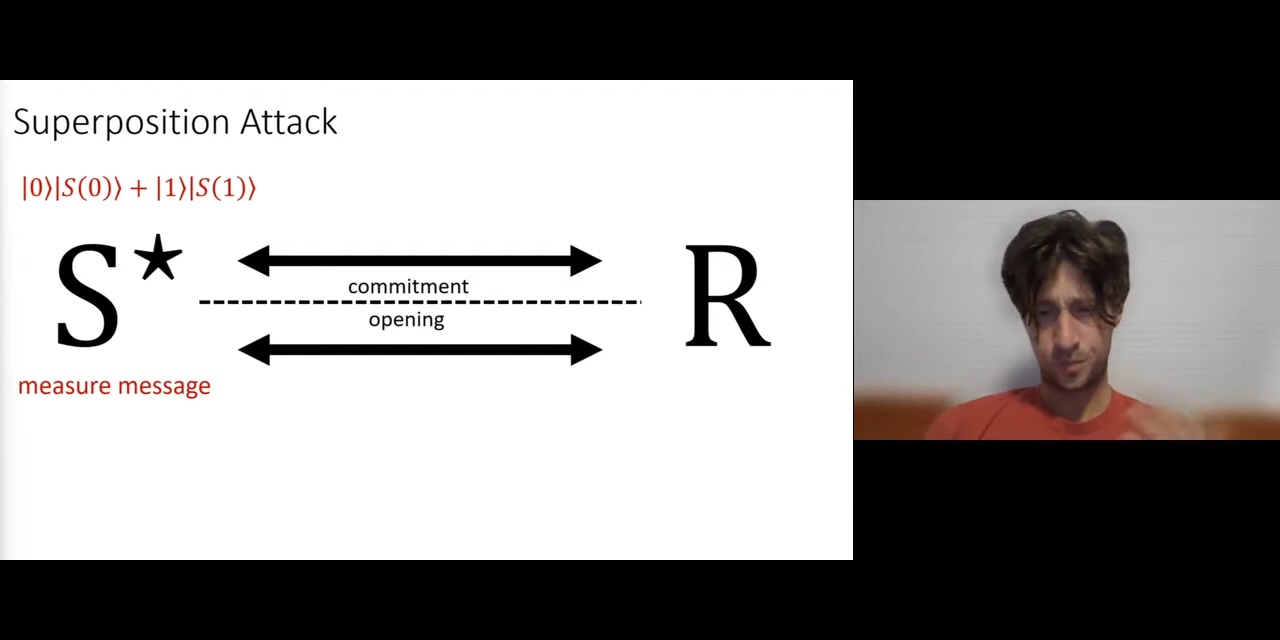 Superposition Attack
|0⟩|S(0)⟩ + |1⟩|S(1)⟩
S★
R
commitment
opening
measure message